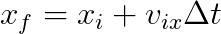 x_f = x_i + v_{ix}Δt